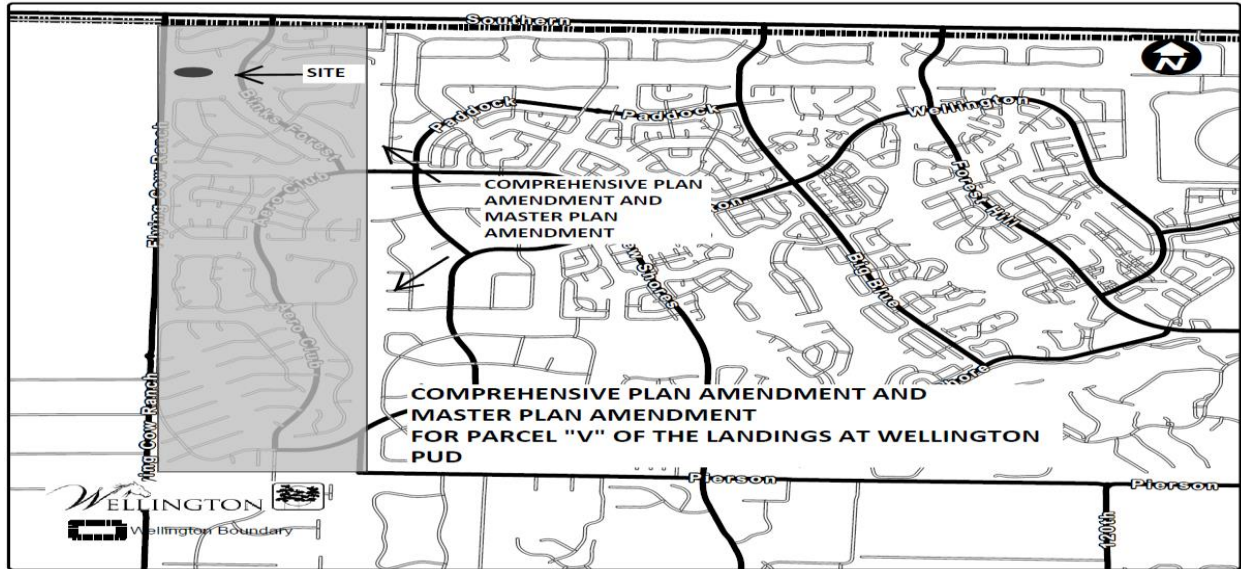 Southern
SITE
Binks Forest
Paddock
Paddock
Wellington
Flying Cow Ranch
Aero Club
COMPREHENSIVE PLAN
AMENDMENT AND
MASTER PLAN
AMENDMENT
Forest Hill
Big Blue
Aero Club
COMPREHENSIVE PLAN AMENDMENT AND
MASTER PLAN AMENDMENT
FOR PARCEL "V" OF THE LANDINGS AT WELLINGTON
PUD
Pierson
Pierson
120th
WELLINGTON
Wellington Boundary
N